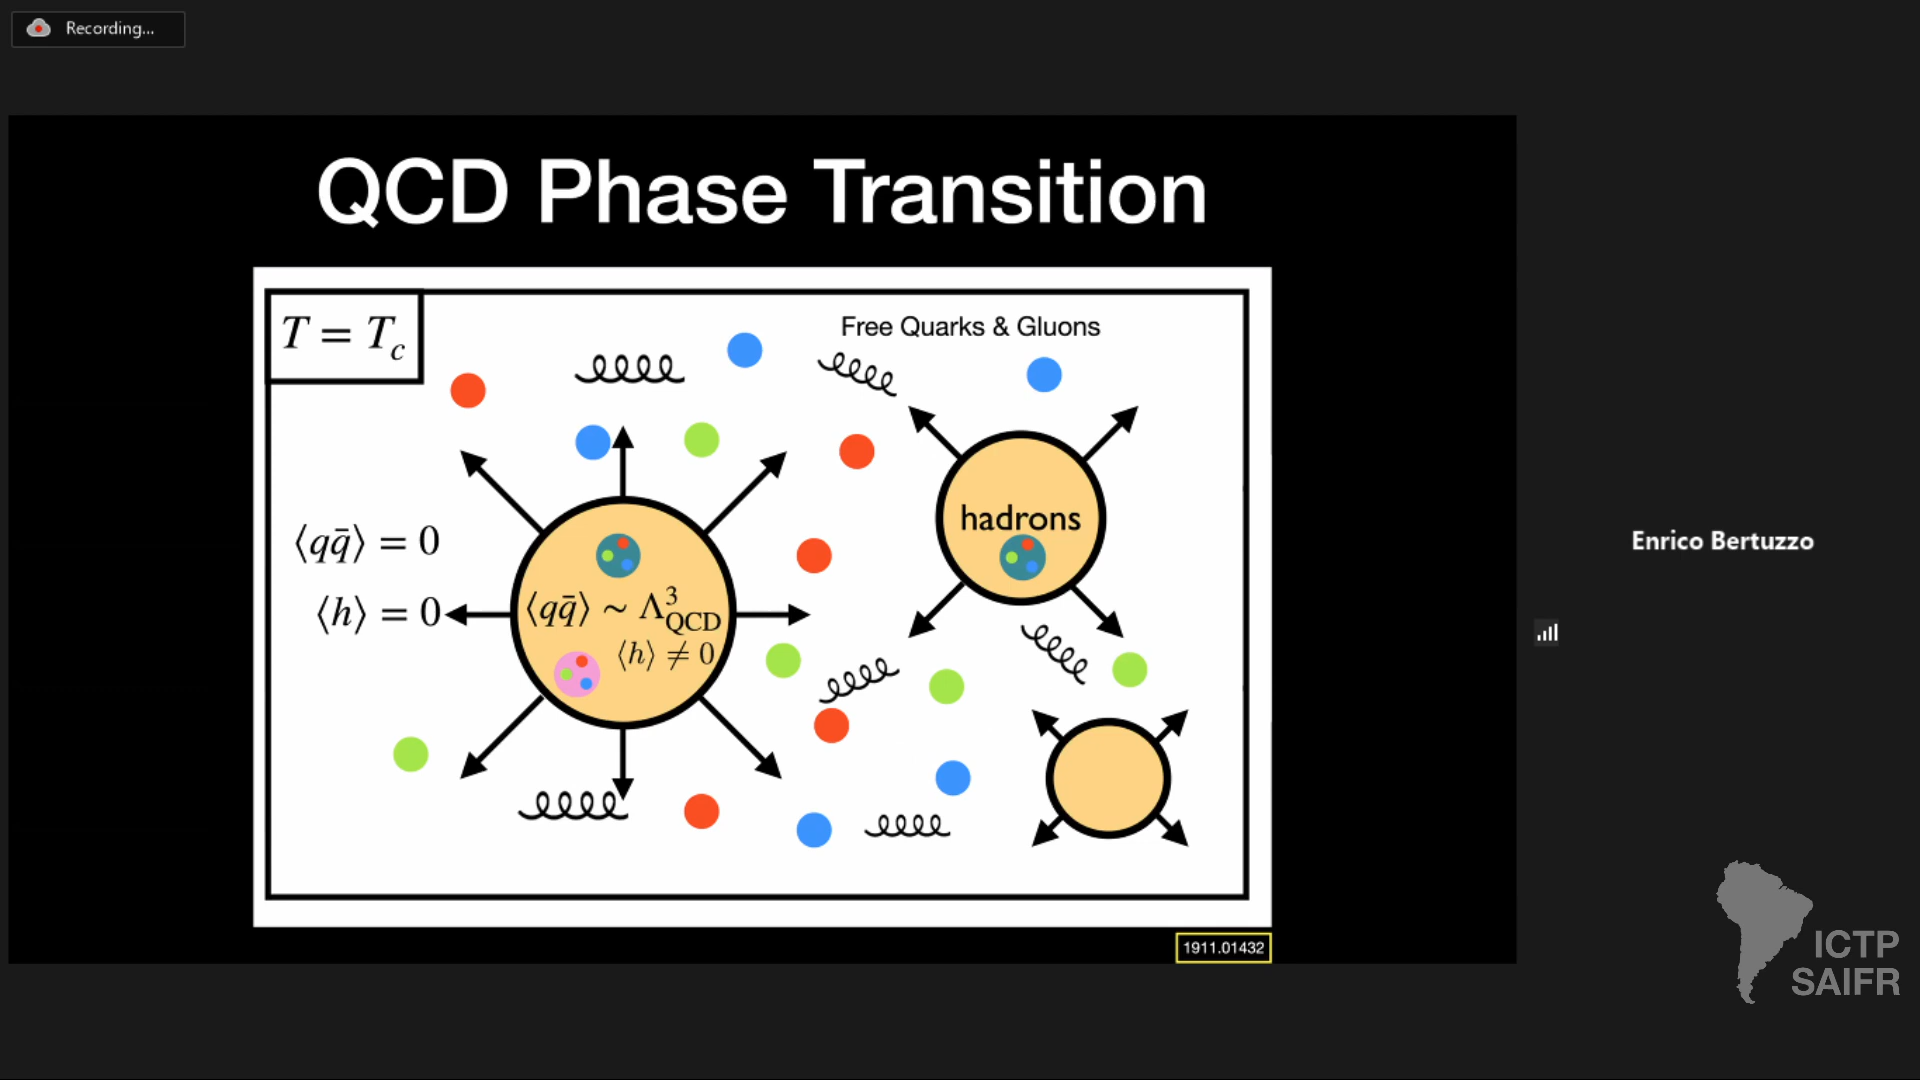 Recording...
QCD Phase Transition
T = T_c
Free Quarks & Gluons
hadrons
⟨qq̄⟩ = 0
⟨h⟩ = 0
⟨qq̄⟩ ~ Λ³_QCD
⟨h⟩ ≠ 0
1911.01432
Enrico Bertuzzo
ICTP
SAIFR